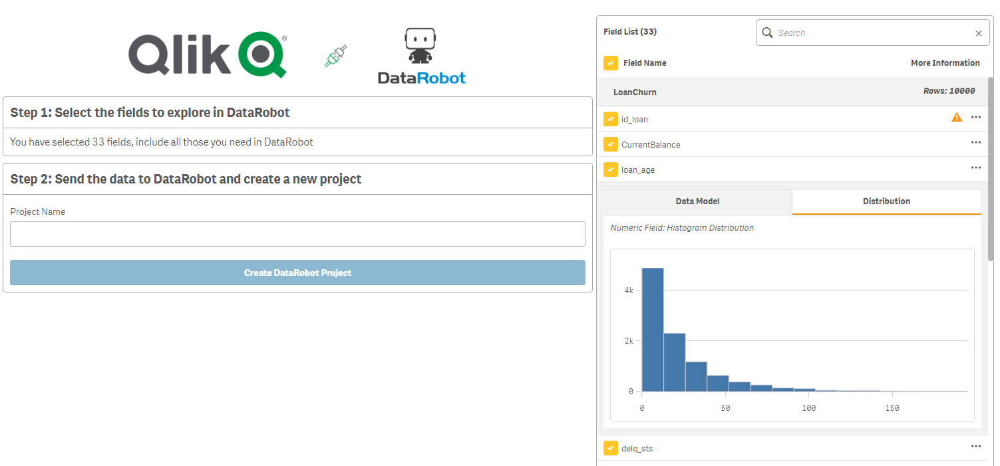 Qlik Q®
DataRobot
Step 1: Select the fields to explore in DataRobot
You have selected 33 fields, include all those you need in DataRobot
Step 2: Send the data to DataRobot and create a new project
Project Name
Create DataRobot Project
Field List (33)
Search
Field Name More Information
LoanChurn Rows: 10000
id_loan
CurrentBalance
loan_age
Data Model Distribution
Numeric Field: Histogram Distribution
4k
2k
0
0 50 100 150
delq_sts